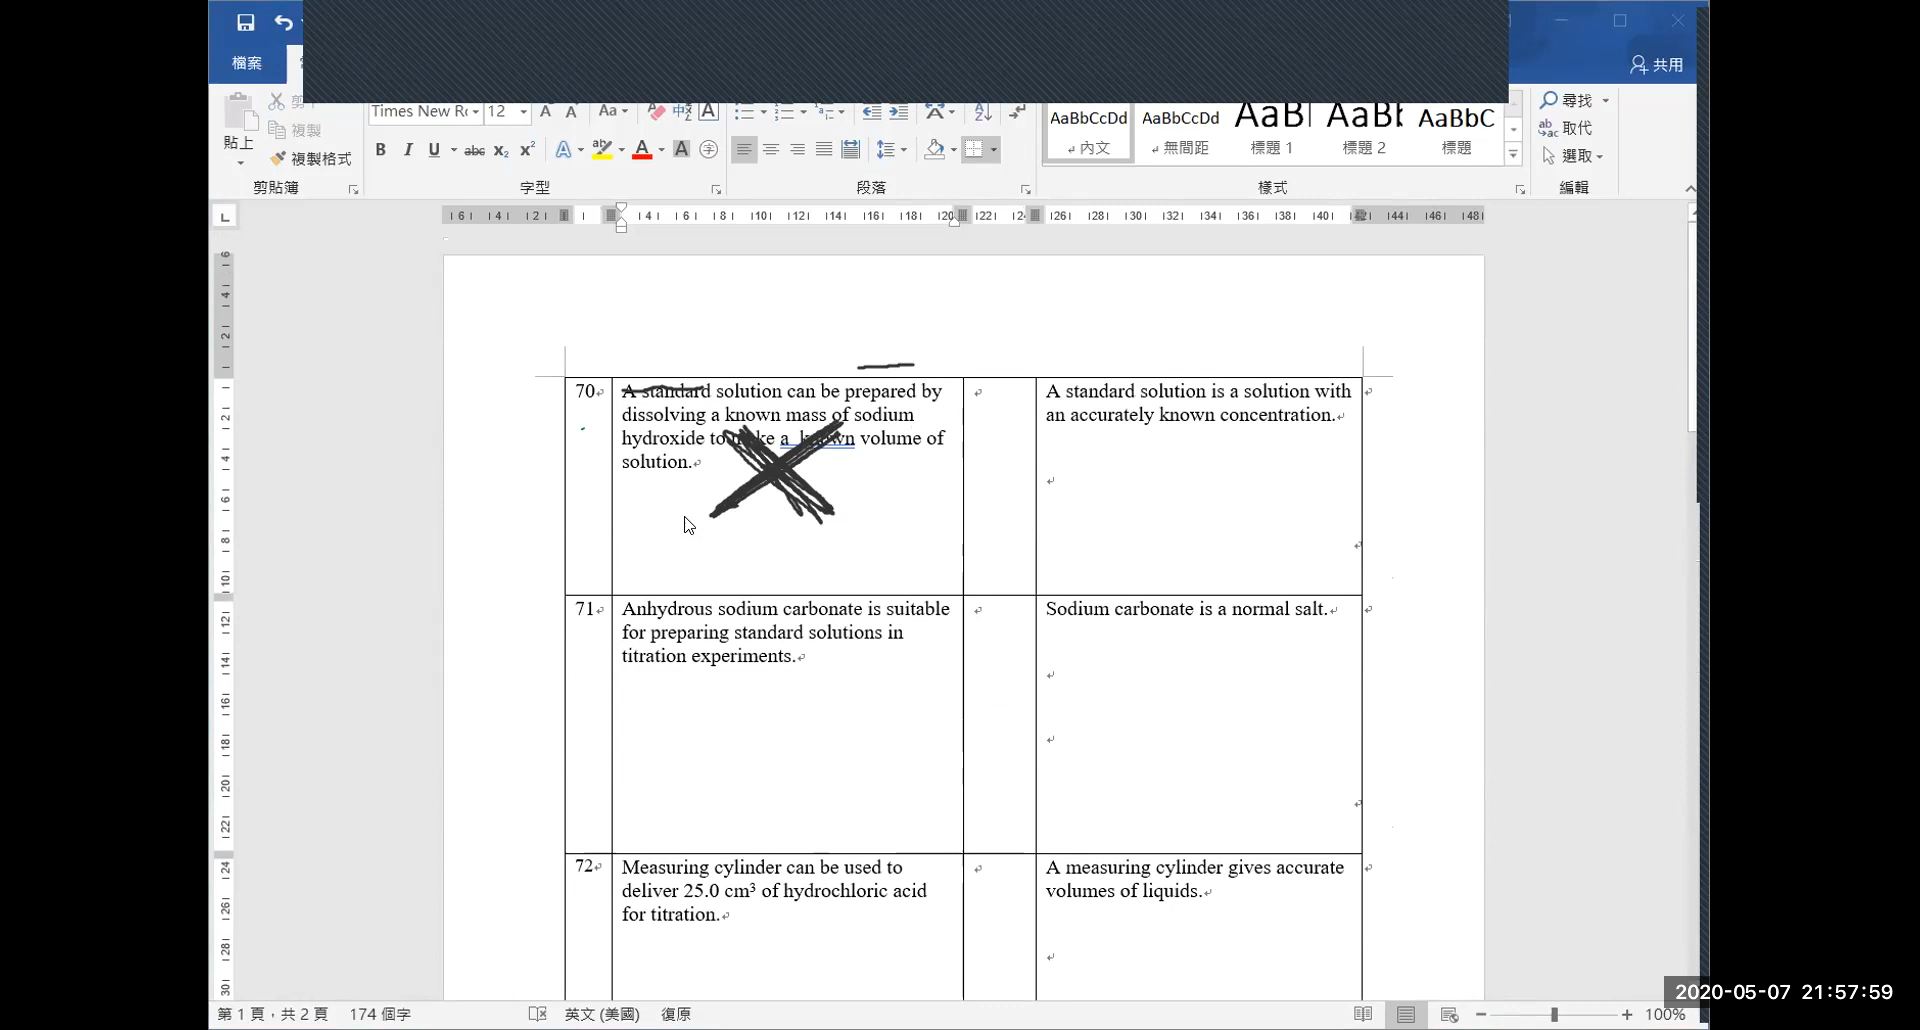 檔案
共用
貼上
複製
複製格式
剪貼簿
Times New R
12
Aa
字型
段落
AaBbCcDd
內文
AaBbCcDd
無間距
標題 1
標題 2
AaBbC
標題
樣式
尋找
取代
選取
編輯
70
A standard solution can be prepared by
dissolving a known mass of sodium
hydroxide to make a known volume of
solution.
A standard solution is a solution with
an accurately known concentration.
71
Anhydrous sodium carbonate is suitable
for preparing standard solutions in
titration experiments.
Sodium carbonate is a normal salt.
72
Measuring cylinder can be used to
deliver 25.0 cm³ of hydrochloric acid
for titration.
A measuring cylinder gives accurate
volumes of liquids.
2020-05-07 21:57:59
第 1 頁，共 2 頁 174 個字 英文 (美國) 復原 100%